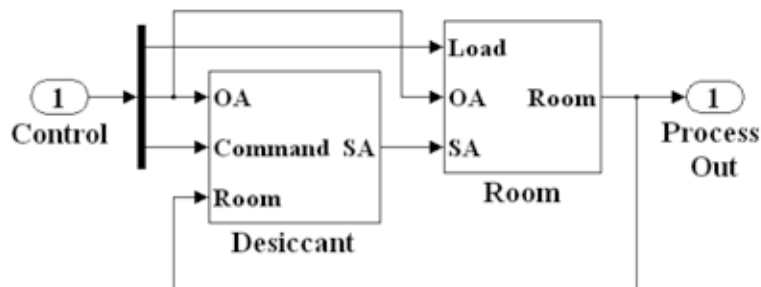 1
Control
OA
Command SA
Room
Desiccant
Load
OA Room
SA
Room
1
Process
Out